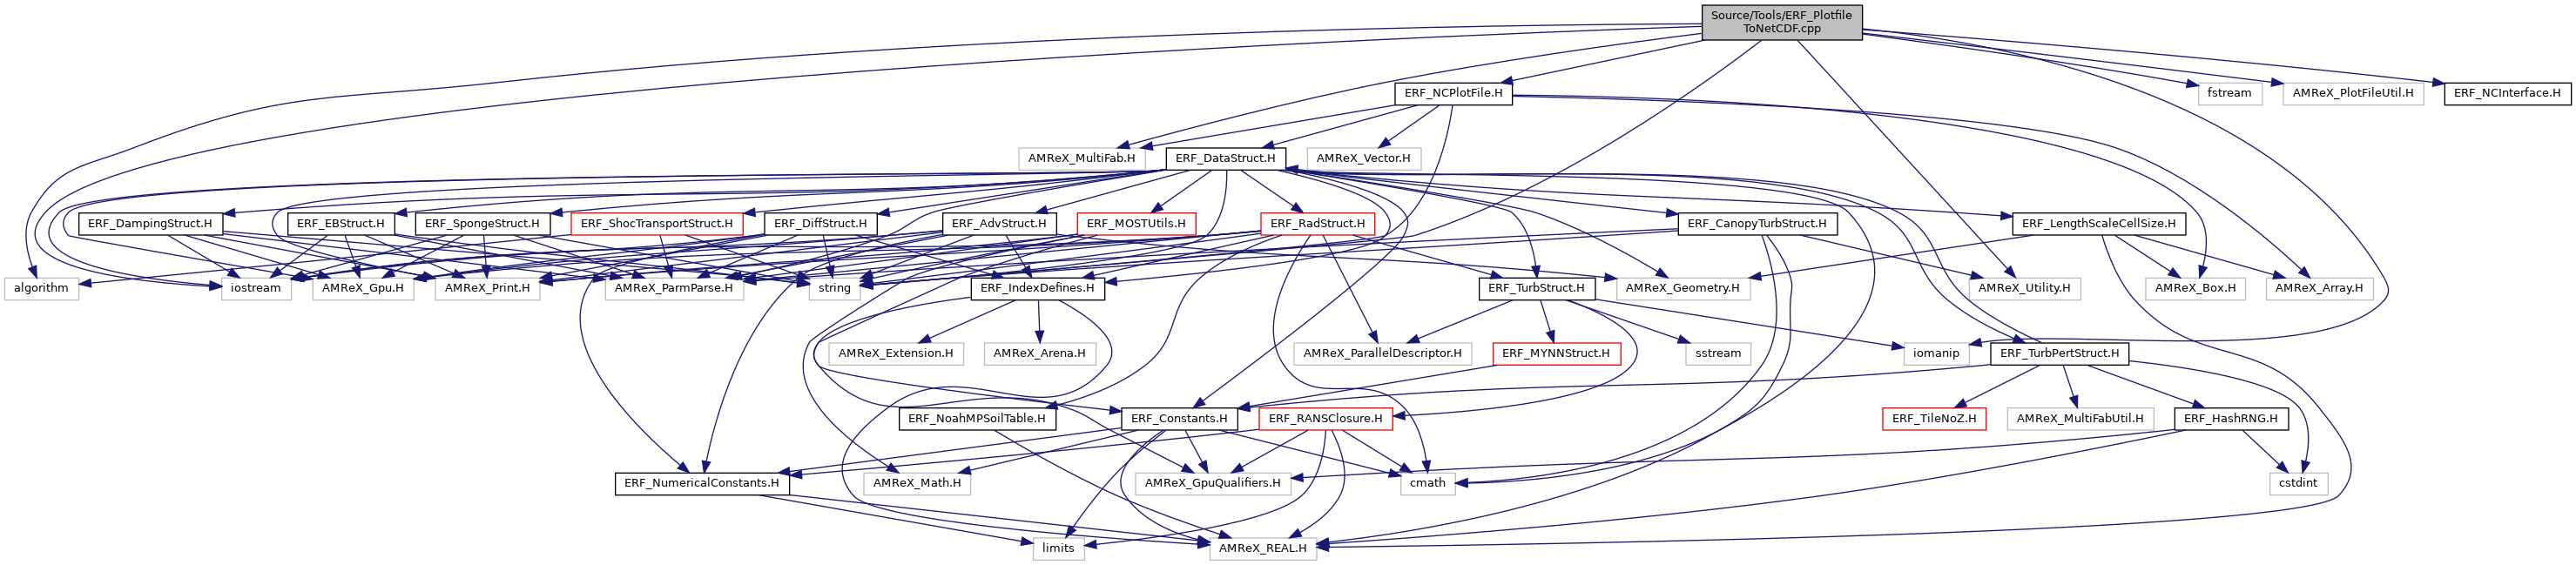 Source/Tools/ERF_Plotfile
ToNetCDF.cpp
ERF_NCPlotFile.H
fstream
AMReX_PlotFileUtil.H
ERF_NCInterface.H
AMReX_MultiFab.H
ERF_DataStruct.H
AMReX_Vector.H
ERF_DampingStruct.H
ERF_EBStruct.H
ERF_SpongeStruct.H
ERF_ShocTransportStruct.H
ERF_DiffStruct.H
ERF_AdvStruct.H
ERF_MOSTUtils.H
ERF_RadStruct.H
ERF_CanopyTurbStruct.H
ERF_LengthScaleCellSize.H
algorithm
iostream
AMReX_Gpu.H
AMReX_Print.H
AMReX_ParmParse.H
string
ERF_IndexDefines.H
ERF_TurbStruct.H
AMReX_Geometry.H
AMReX_Utility.H
AMReX_Box.H
AMReX_Array.H
AMReX_Extension.H
AMReX_Arena.H
AMReX_ParallelDescriptor.H
ERF_MYNNStruct.H
sstream
iomanip
ERF_TurbPertStruct.H
ERF_NoahMPSoilTable.H
ERF_Constants.H
ERF_RANSClosure.H
ERF_TileNoZ.H
AMReX_MultiFabUtil.H
ERF_HashRNG.H
ERF_NumericalConstants.H
AMReX_Math.H
AMReX_GpuQualifiers.H
cmath
cstdint
limits
AMReX_REAL.H